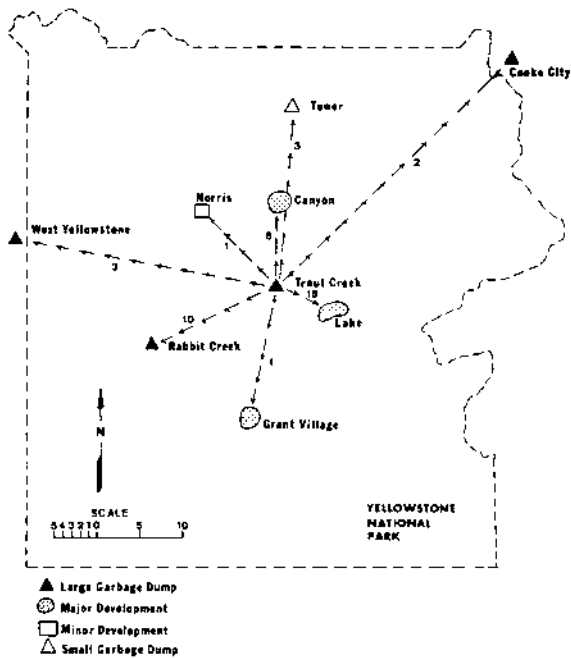 Cooke City
Tower
3
2
Norris
Canyon
West Yellowstone
1
6
3
Trout Creek
18
Lake
10
Rabbit Creek
1
Grant Village
N
SCALE
5 4 3 2 1 0 5 10
YELLOWSTONE
NATIONAL
PARK
Large Garbage Dump
Major Development
Minor Development
Small Garbage Dump